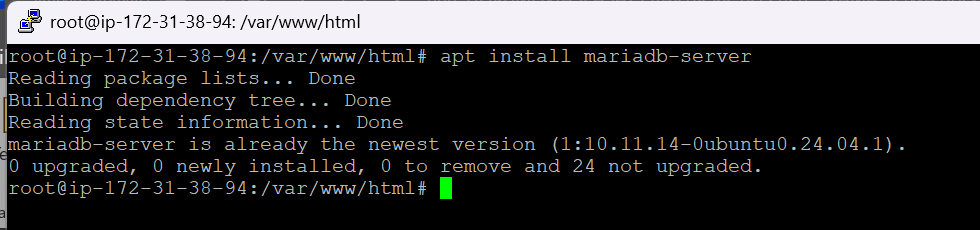 root@ip-172-31-38-94: /var/www/html
root@ip-172-31-38-94:/var/www/html# apt install mariadb-server
Reading package lists... Done
Building dependency tree... Done
Reading state information... Done
mariadb-server is already the newest version (1:10.11.14-0ubuntu0.24.04.1).
0 upgraded, 0 newly installed, 0 to remove and 24 not upgraded.
root@ip-172-31-38-94:/var/www/html#